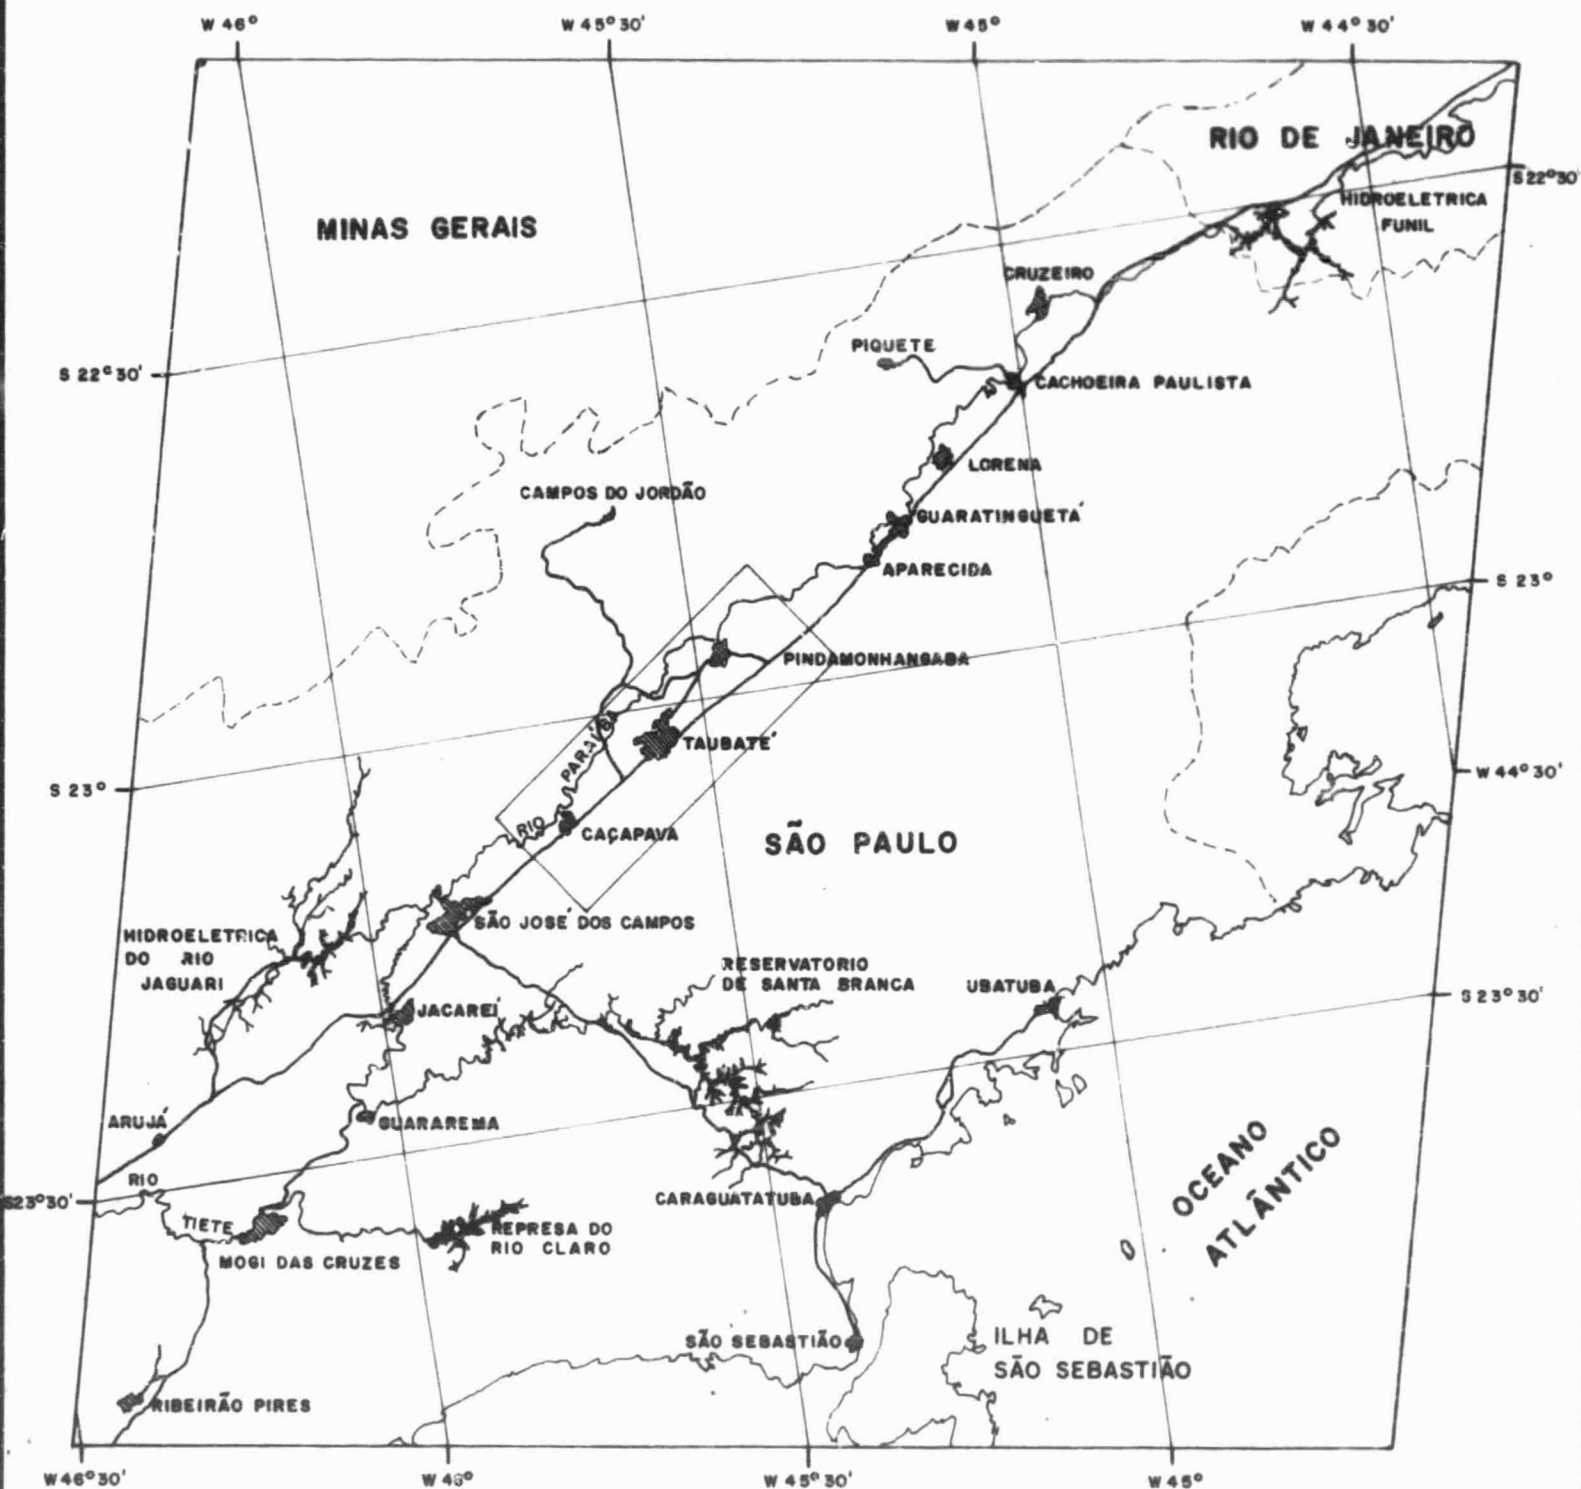 W 46°
W 45°30'
W 45°
W 44°30'
RIO DE JANEIRO
S 22°30'
MINAS GERAIS
HIDROELETRICA
FUNIL
CRUZEIRO
PIQUETE
S 22°30'
CACHOEIRA PAULISTA
LORENA
CAMPOS DO JORDÃO
GUARATINGUETÁ
APARECIDA
S 23°
PINDAMONHANGABA
PARAÍBA
TAUBATÉ
W 44°30'
S 23°
RIO
CAÇAPAVA
SÃO PAULO
SÃO JOSÉ DOS CAMPOS
HIDROELETRICA
DO RIO
JAGUARI
RESERVATORIO
DE SANTA BRANCA
UBATUBA
S 23°30'
JACAREÍ
ARUJÁ
GUARAREMA
OCEANO
ATLÂNTICO
RIO
S 23°30'
CARAGUATATUBA
TIETE
REPRESA DO
RIO CLARO
MOGI DAS CRUZES
SÃO SEBASTIÃO
ILHA DE
SÃO SEBASTIÃO
RIBEIRÃO PIRES
W 46°30'
W 46°
W 45°30'
W 45°